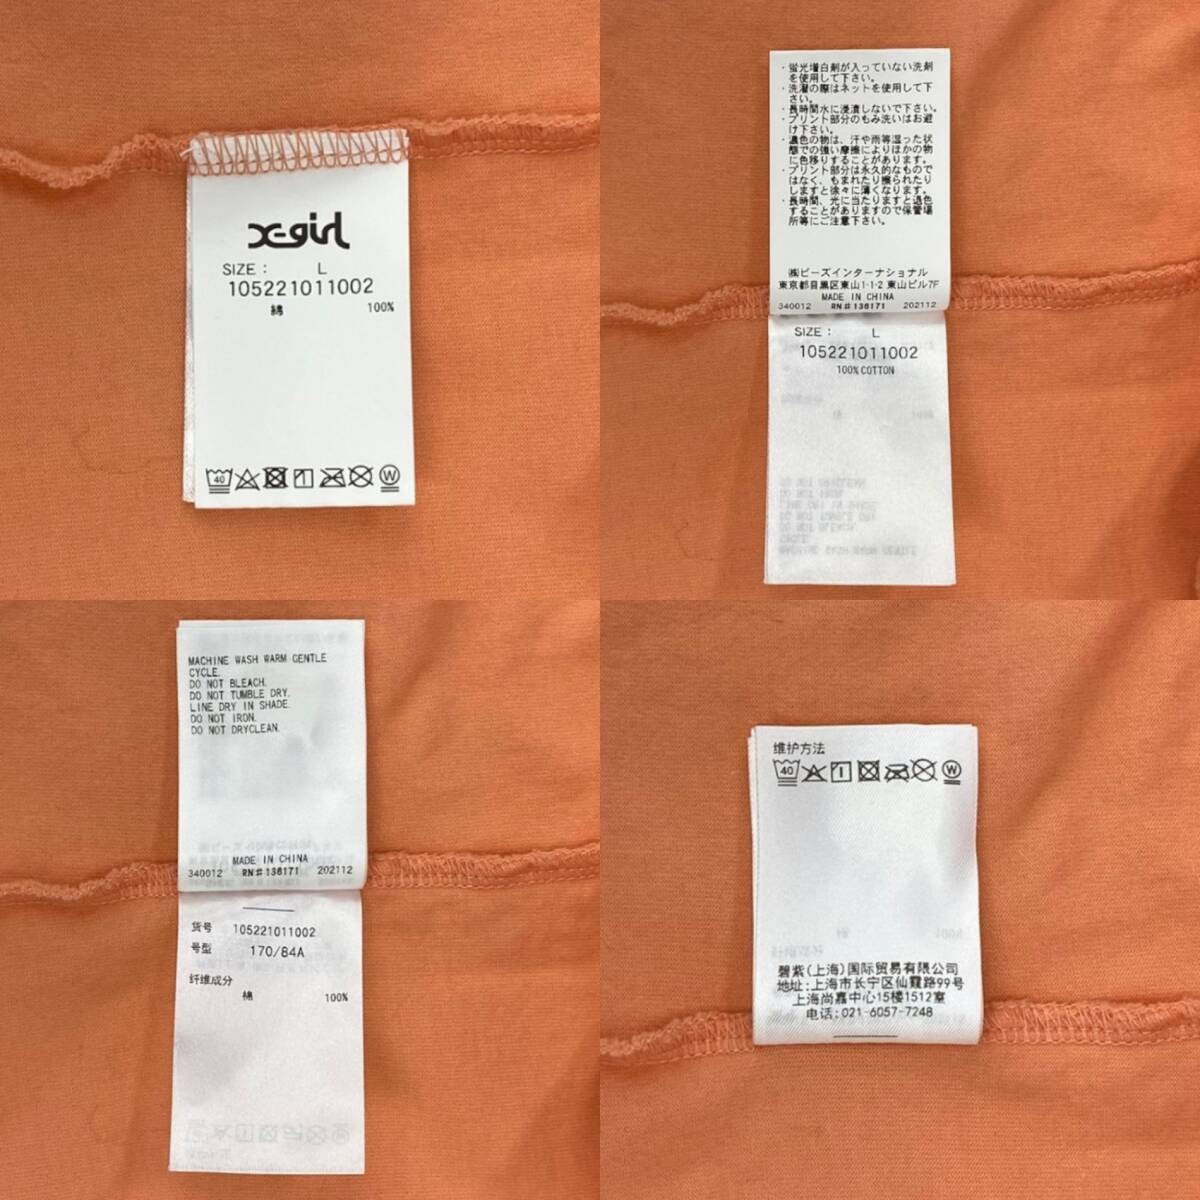 X-girl
SIZE : L
105221011002
綿 100%
40
W
・蛍光増白剤が入っていない洗剤
を使用して下さい。
・洗濯の際はネットを使用して下
さい。
・長時間水に浸漬しないで下さい。
・プリント部分のもみ洗いはお避
け下さい。
・濃色の物は、汗や雨等湿った状
態での強い摩擦によりほかの物
に色移りすることがあります。
・プリント部分は永久的なもので
はなく、もまれたり擦られたり
しますと徐々に薄くなります。
・長時間、光に当たりますと退色
することがありますので保管場
所等にご注意下さい。
㈱ビーズインターナショナル
東京都目黒区東山1-1-2 東山ビル7F
MADE IN CHINA
340012 RN#136171 202112
SIZE : L
105221011002
100% COTTON
MACHINE WASH WARM GENTLE
CYCLE.
DO NOT BLEACH.
DO NOT TUMBLE DRY.
LINE DRY IN SHADE.
DO NOT IRON.
DO NOT DRYCLEAN.
MADE IN CHINA
340012 RN#136171 202112
货号 105221011002
号型 170/84A
纤维成分
棉 100%
维护方法
40
W
碧紫(上海)国际贸易有限公司
地址:上海市长宁区仙霞路99号
上海尚嘉中心15楼1512室
电话:021-6057-7248